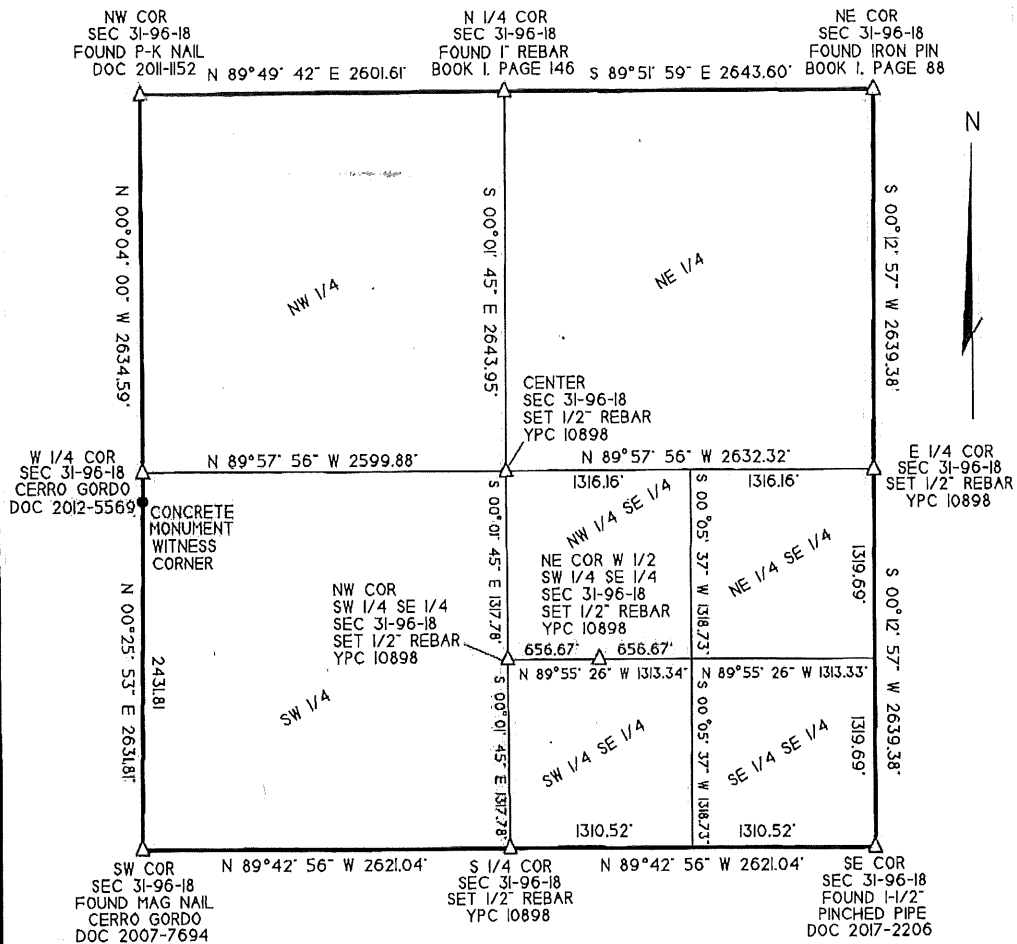 NW COR
SEC 31-96-18
FOUND P-K NAIL
DOC 2011-1152
N 89°49' 42" E 2601.61'
N 1/4 COR
SEC 31-96-18
FOUND 1" REBAR
BOOK 1, PAGE 146
S 89°51' 59" E 2643.60'
NE COR
SEC 31-96-18
FOUND IRON PIN
BOOK 1, PAGE 88
N
N 00°04' 00" W 2634.59'
NW 1/4
S 00°01' 45" E 2643.95'
NE 1/4
S 00°12' 57" W 2639.38'
CENTER
SEC 31-96-18
SET 1/2" REBAR
YPC 10898
W 1/4 COR
SEC 31-96-18
CERRO GORDO
DOC 2012-5569
N 89°57' 56" W 2599.88'
N 89°57' 56" W 2632.32'
E 1/4 COR
SEC 31-96-18
SET 1/2" REBAR
YPC 10898
1316.16'
1316.16'
CONCRETE
MONUMENT
WITNESS
CORNER
S 00°01' 45" E 1317.78'
NW 1/4 SE 1/4
S 00°05' 37" W 1318.73'
NE 1/4 SE 1/4
1319.69'
NE COR W 1/2
SW 1/4 SE 1/4
SEC 31-96-18
SET 1/2" REBAR
YPC 10898
NW COR
SW 1/4 SE 1/4
SEC 31-96-18
SET 1/2" REBAR
YPC 10898
656.67'
656.67'
N 89°55' 26" W 1313.34'
N 89°55' 26" W 1313.33'
N 00°25' 53" E 2631.81'
2431.81
SW 1/4
S 00°01' 45" E 1317.78'
SW 1/4 SE 1/4
S 00°05' 37" W 1318.73'
SE 1/4 SE 1/4
1319.69'
S 00°12' 57" W 2639.38'
1310.52'
1310.52'
SW COR
SEC 31-96-18
FOUND MAG NAIL
CERRO GORDO
DOC 2007-7694
N 89°42' 56" W 2621.04'
S 1/4 COR
SEC 31-96-18
SET 1/2" REBAR
YPC 10898
N 89°42' 56" W 2621.04'
SE COR
SEC 31-96-18
FOUND 1-1/2"
PINCHED PIPE
DOC 2017-2206